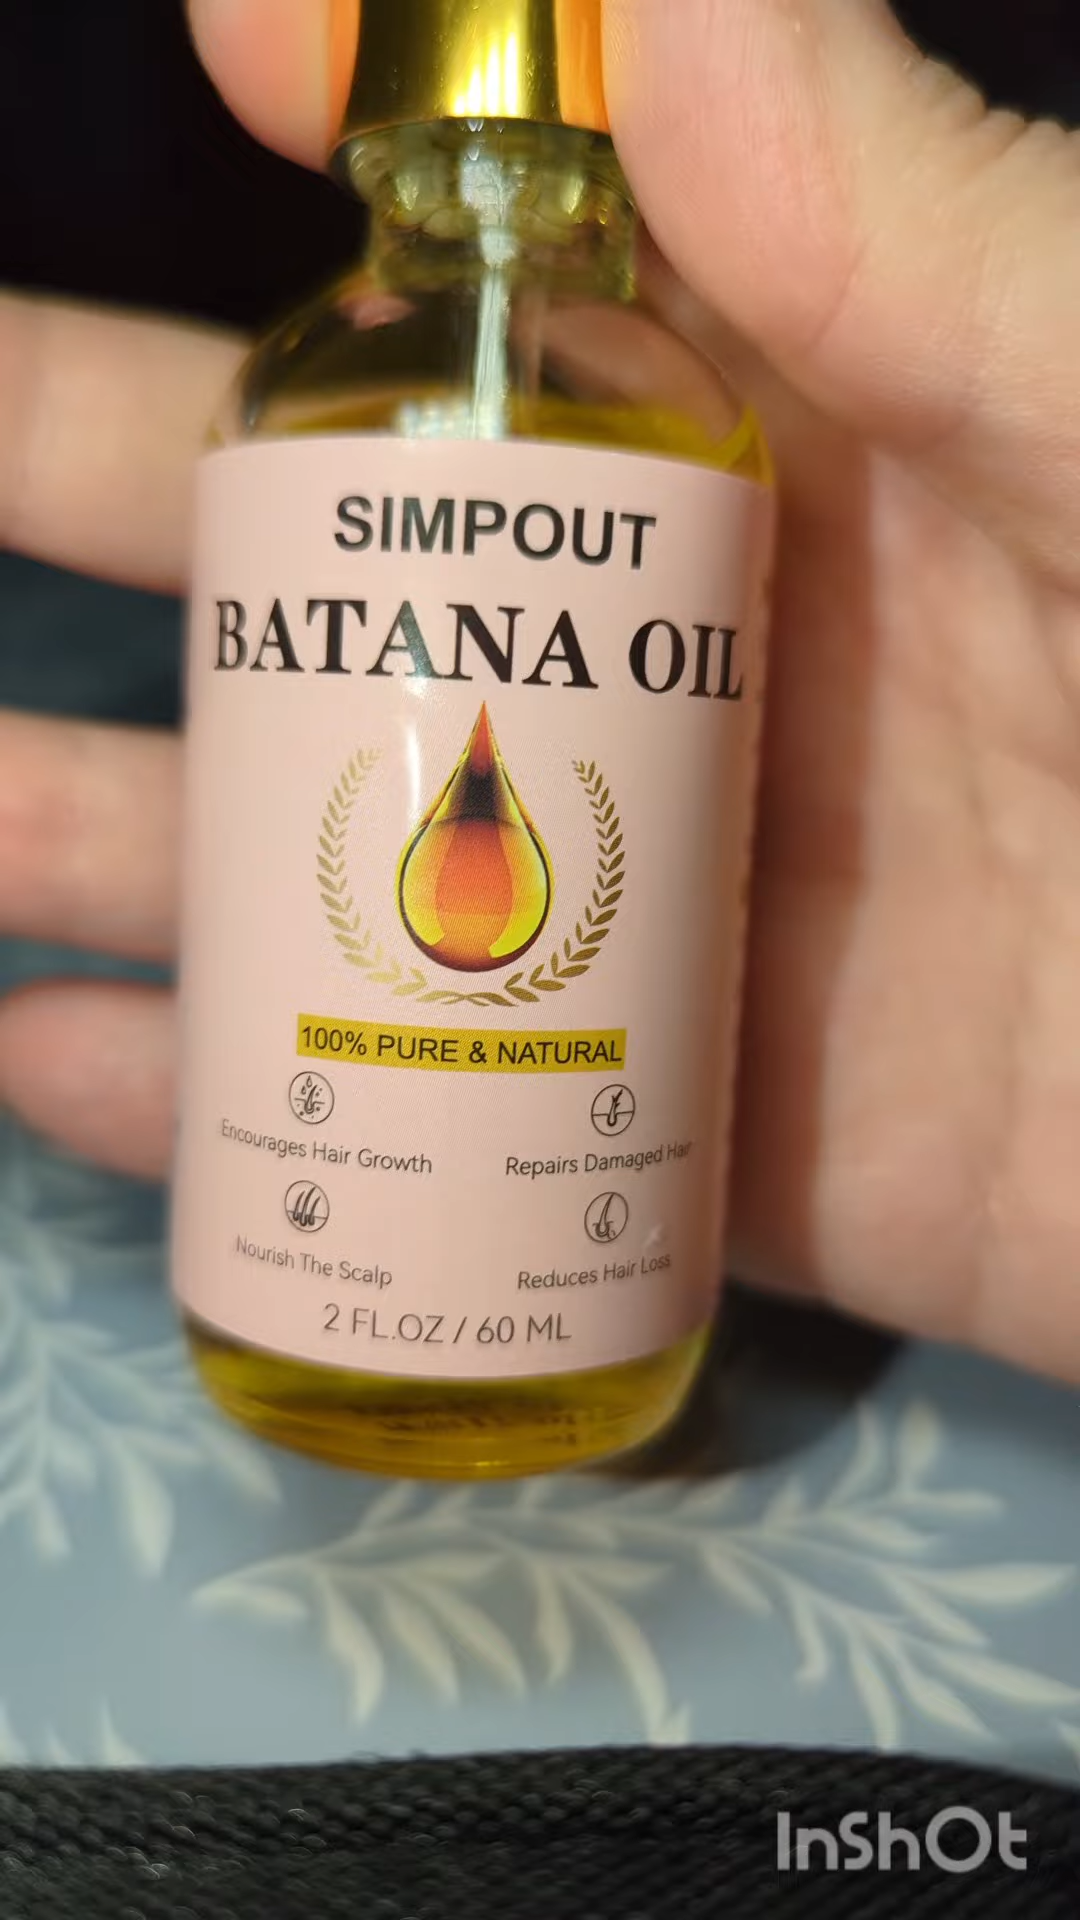 SIMPOUT
BATANA OIL
100% PURE & NATURAL
Encourages Hair Growth
Repairs Damaged Hair
Nourish The Scalp
Reduces Hair Loss
2 FL.OZ / 60 ML
InShOt